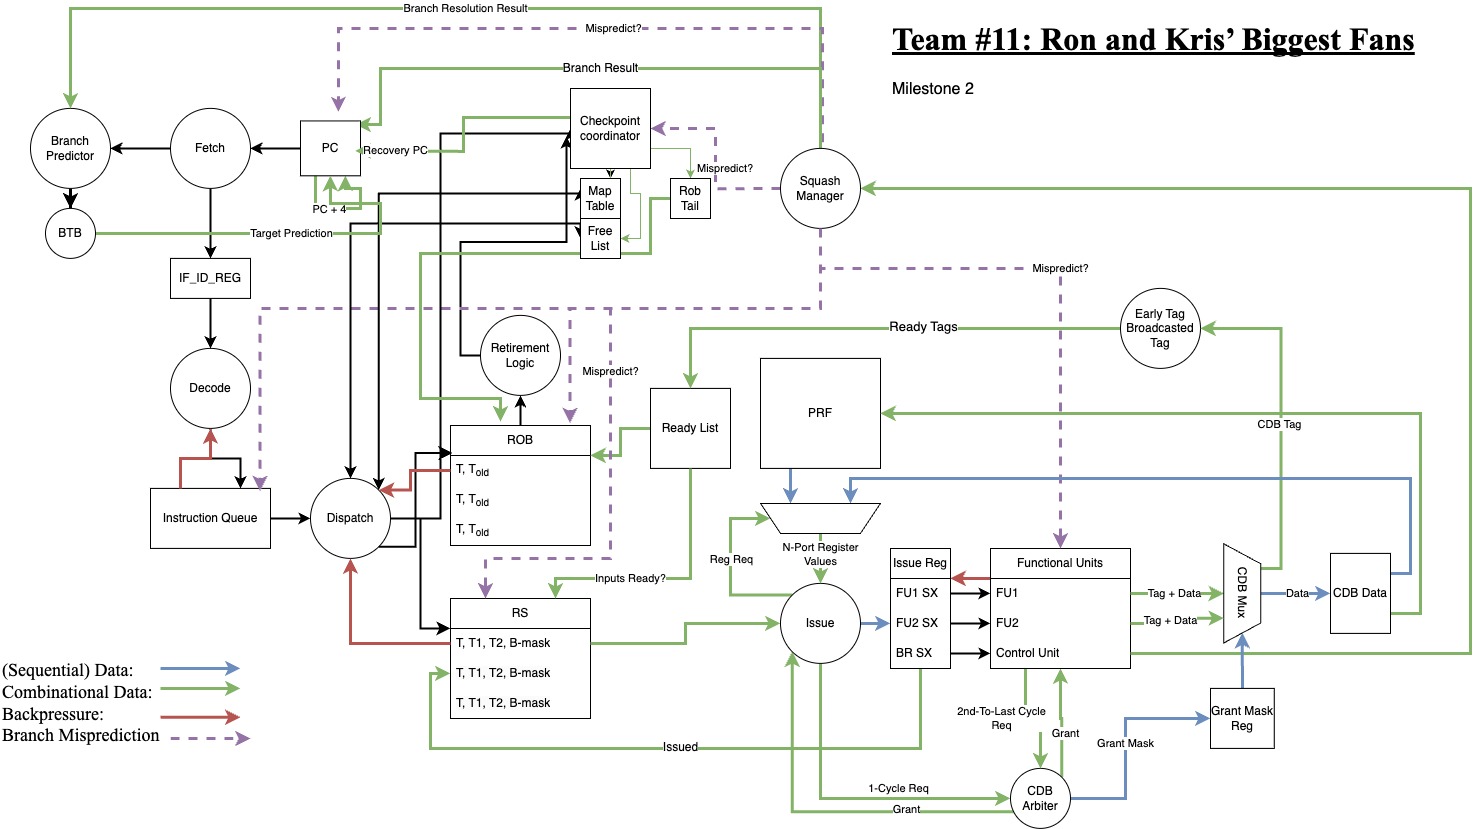 Branch Resolution Result
Mispredict?
Team #11: Ron and Kris’ Biggest Fans
Milestone 2
Branch Result
Checkpoint
coordinator
Branch
Predictor
Fetch
PC
Recovery PC
Mispredict?
Squash
Manager
Map
Table
Rob
Tail
PC + 4
BTB
Target Prediction
Free
List
IF_ID_REG
Mispredict?
Early Tag
Broadcasted
Tag
Ready Tags
Retirement
Logic
Mispredict?
Decode
PRF
CDB Tag
Ready List
ROB
T, Told
T, Told
T, Told
Instruction Queue
Dispatch
N-Port Register
Values
Reg Req
Inputs Ready?
Issue Reg
Functional Units
FU1 SX
FU1
FU2 SX
FU2
BR SX
Control Unit
Tag + Data
Tag + Data
CDB Mux
Data
CDB Data
RS
T, T1, T2, B-mask
T, T1, T2, B-mask
T, T1, T2, B-mask
Issue
(Sequential) Data:
Combinational Data:
Backpressure:
Branch Misprediction
Issued
2nd-To-Last Cycle
Req
Grant
Grant Mask
Grant Mask
Reg
1-Cycle Req
Grant
CDB
Arbiter